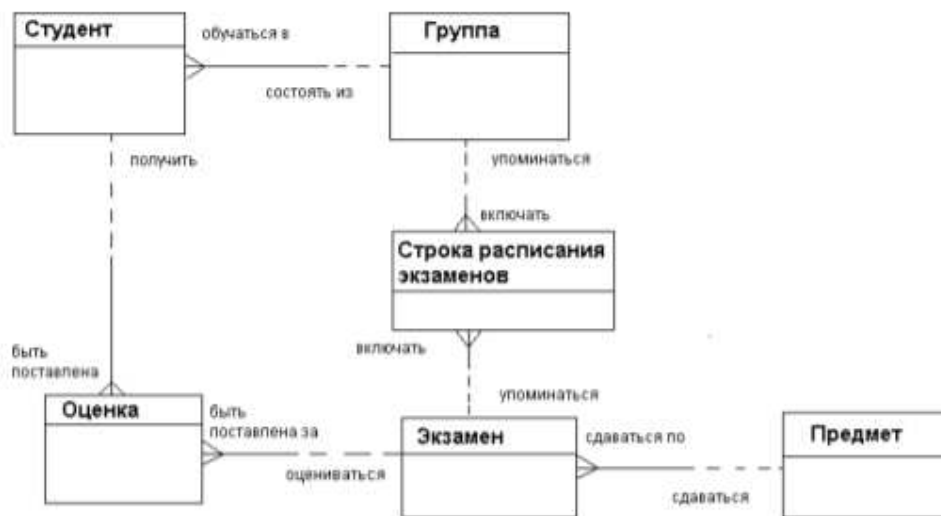 Студент
обучаться в
Группа
состоять из
получить
упоминаться
включать
Строка расписания
экзаменов
включать
быть
поставлена
упоминаться
Оценка
быть
поставлена за
Экзамен
сдаваться по
Предмет
оцениваться
сдаваться